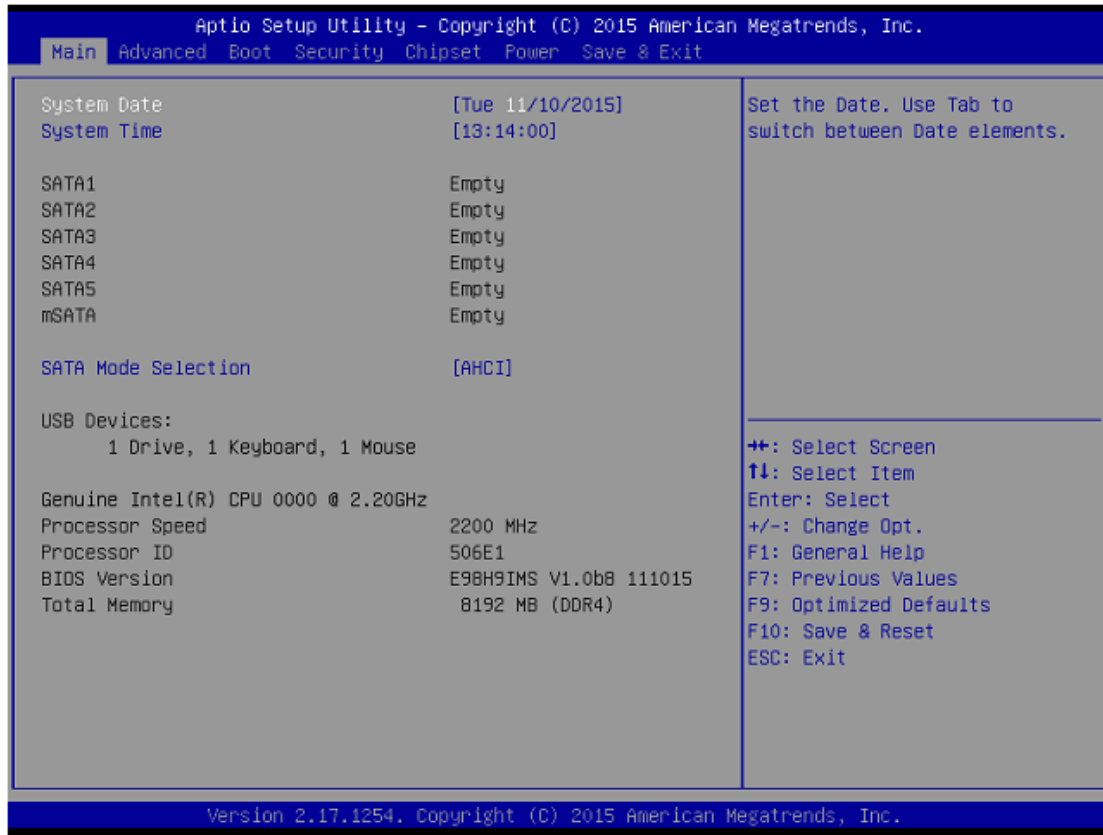 Aptio Setup Utility – Copyright (C) 2015 American Megatrends, Inc.
Main Advanced Boot Security Chipset Power Save & Exit
System Date [Tue 11/10/2015]
System Time [13:14:00]
SATA1 Empty
SATA2 Empty
SATA3 Empty
SATA4 Empty
SATA5 Empty
mSATA Empty
SATA Mode Selection [AHCI]
USB Devices:
1 Drive, 1 Keyboard, 1 Mouse
Genuine Intel(R) CPU 0000 @ 2.20GHz
Processor Speed 2200 MHz
Processor ID 506E1
BIOS Version E98H9IMS V1.0b8 111015
Total Memory 8192 MB (DDR4)
Set the Date. Use Tab to
switch between Date elements.
→←: Select Screen
↑↓: Select Item
Enter: Select
+/-: Change Opt.
F1: General Help
F7: Previous Values
F9: Optimized Defaults
F10: Save & Reset
ESC: Exit
Version 2.17.1254. Copyright (C) 2015 American Megatrends, Inc.